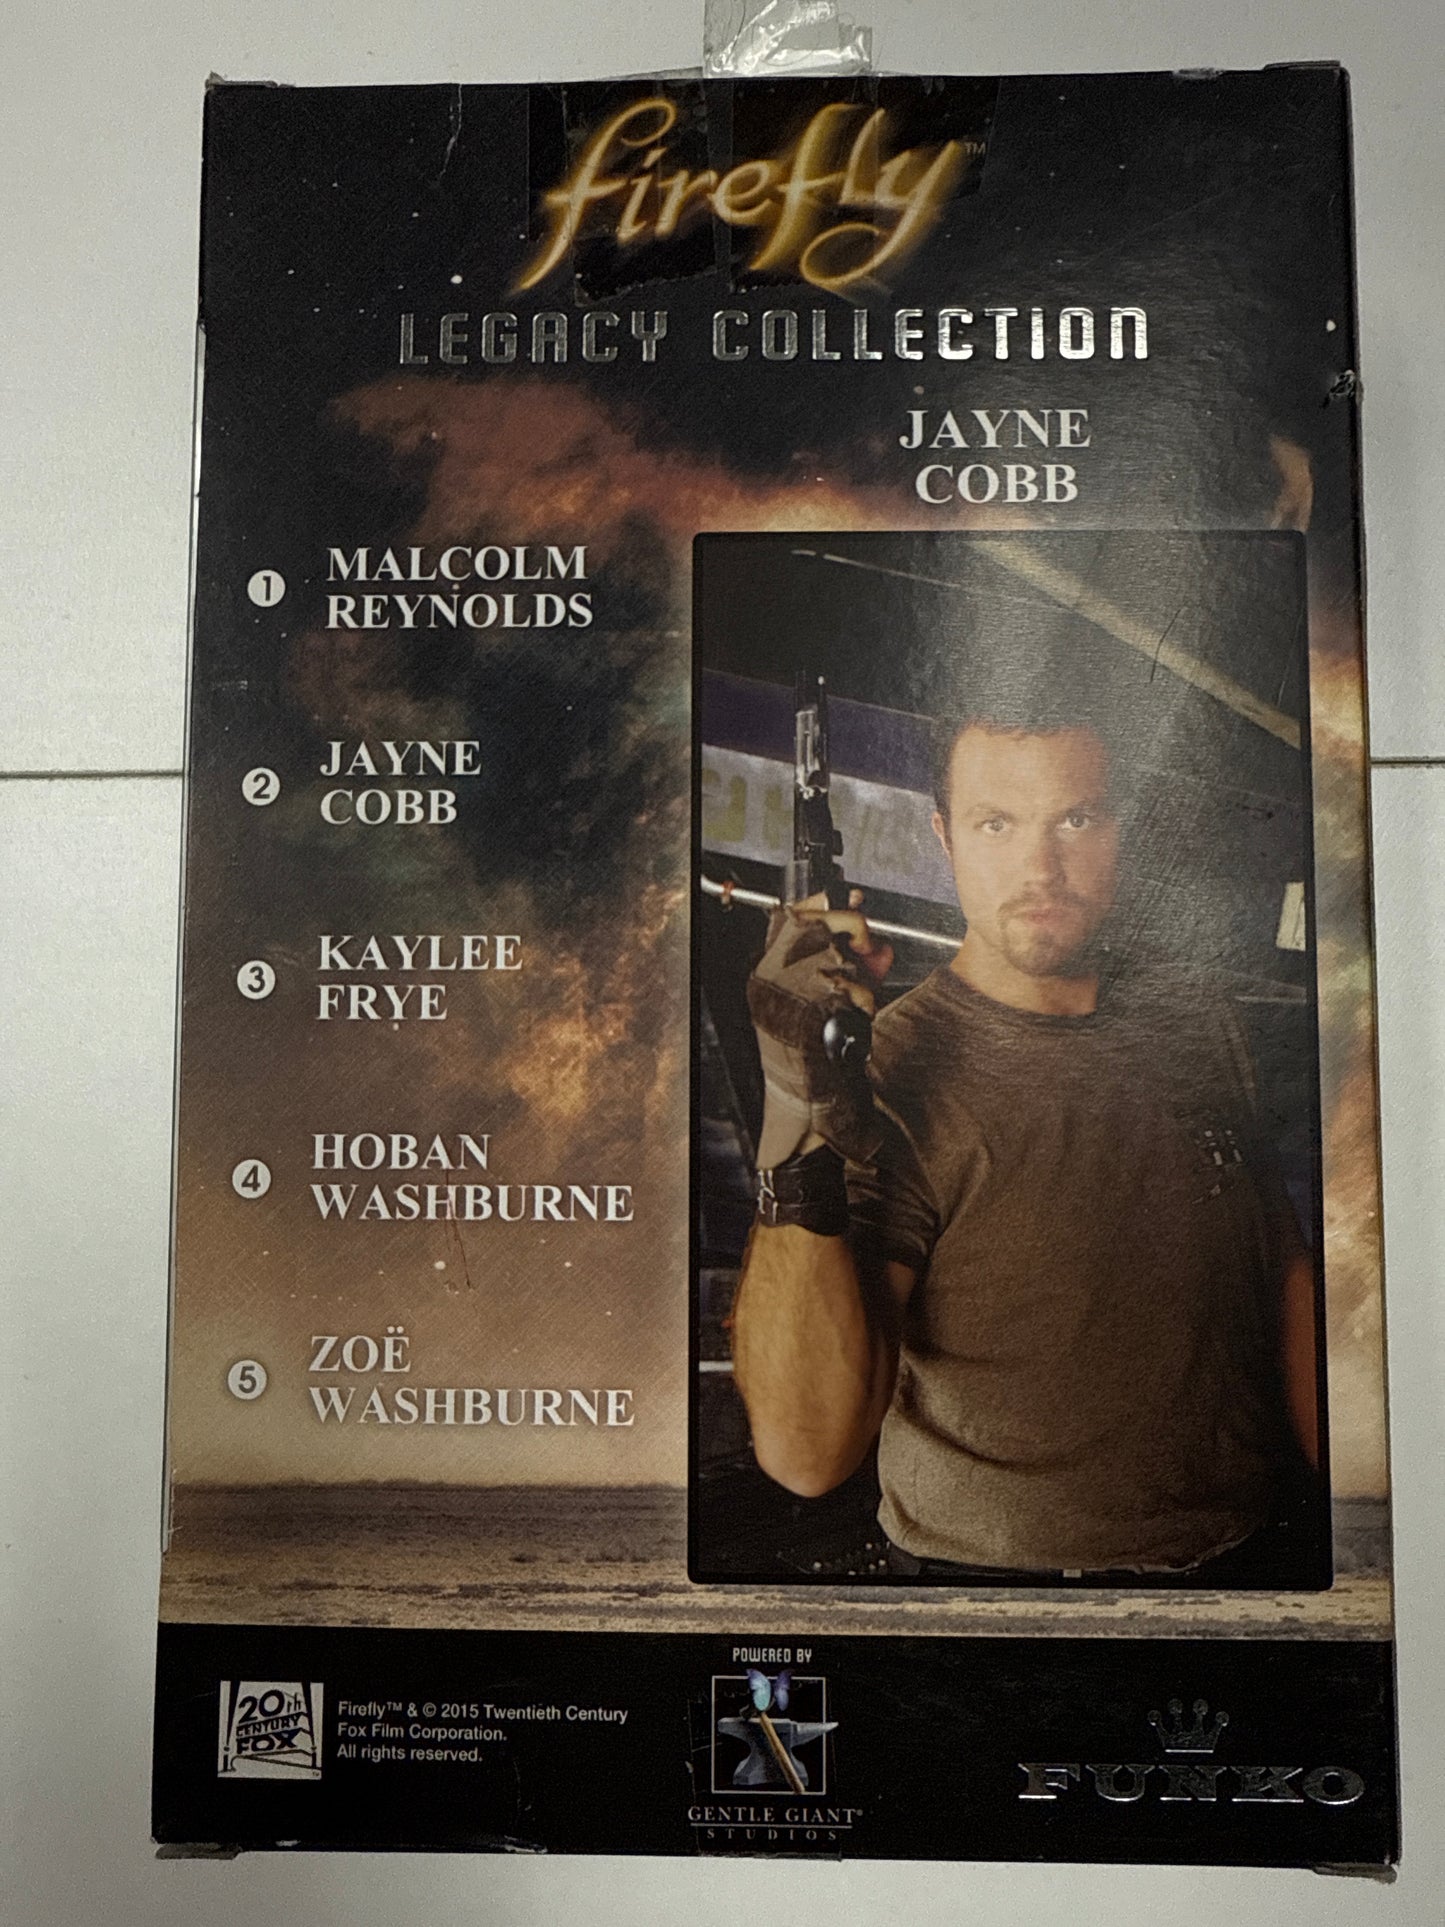 firefly™
LEGACY COLLECTION
JAYNE
COBB
1 MALCOLM
REYNOLDS
2 JAYNE
COBB
3 KAYLEE
FRYE
4 HOBAN
WASHBURNE
5 ZOË
WASHBURNE
20th
CENTURY
FOX
Firefly™ & © 2015 Twentieth Century
Fox Film Corporation.
All rights reserved.
POWERED BY
GENTLE GIANT®
STUDIOS
FUNKO